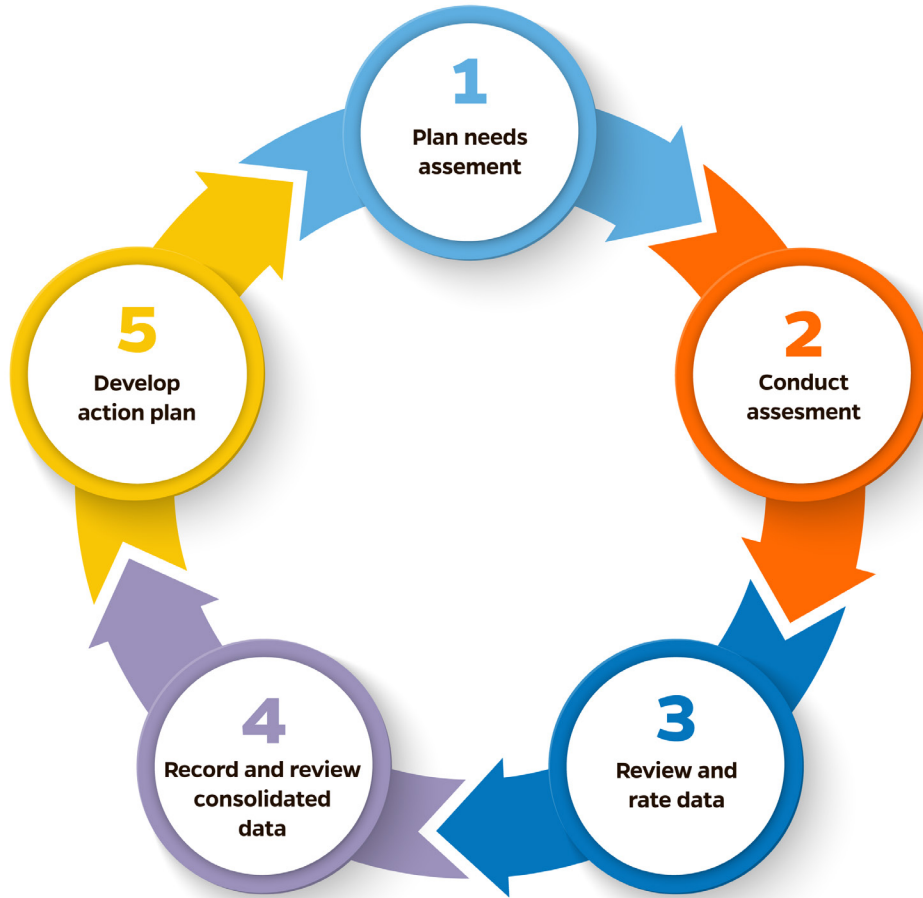 1
Plan needs
assement
2
Conduct
assesment
3
Review and
rate data
4
Record and review
consolidated
data
5
Develop
action plan